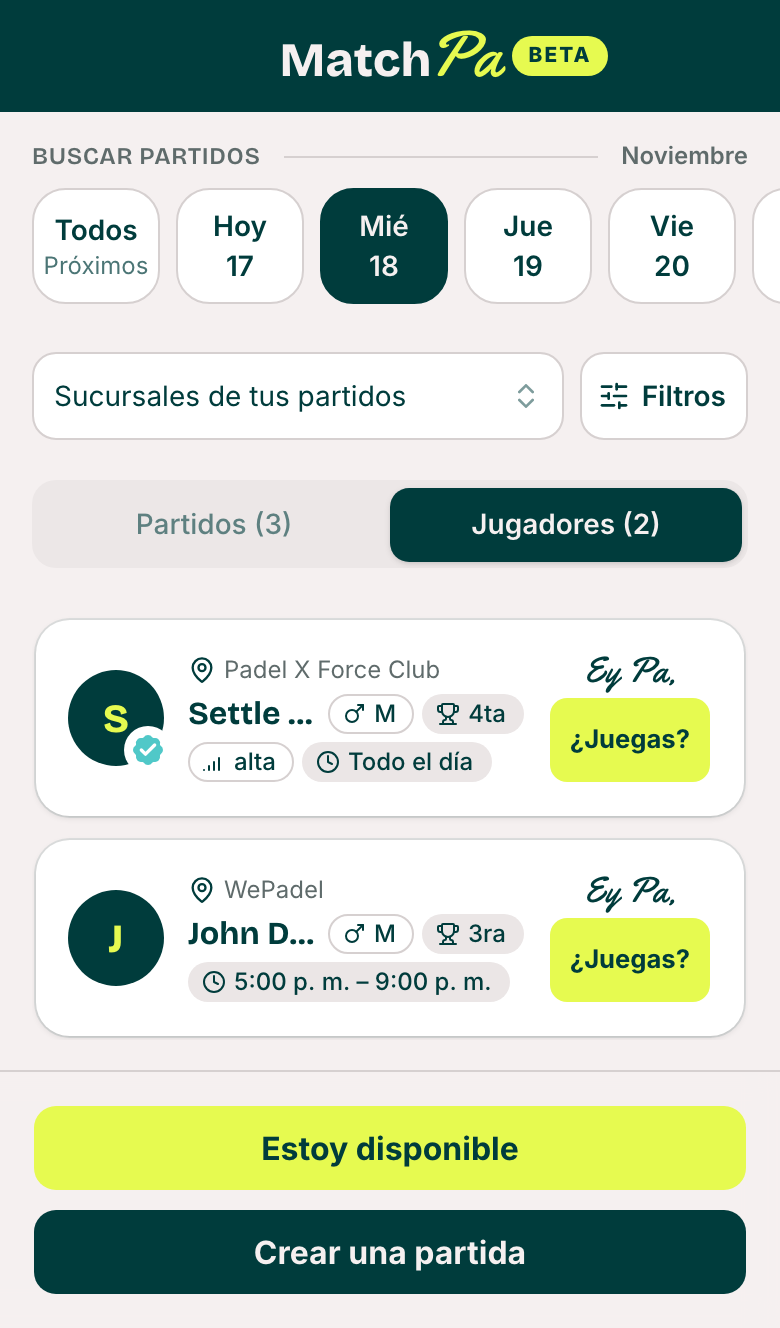 MatchPa BETA
BUSCAR PARTIDOS Noviembre
Todos Próximos
Hoy 17
Mié 18
Jue 19
Vie 20
Sucursales de tus partidos
Filtros
Partidos (3)
Jugadores (2)
S
Padel X Force Club
Settle ... M 4ta
alta Todo el día
Ey Pa,
¿Juegas?
J
WePadel
John D... M 3ra
5:00 p. m. – 9:00 p. m.
Ey Pa,
¿Juegas?
Estoy disponible
Crear una partida